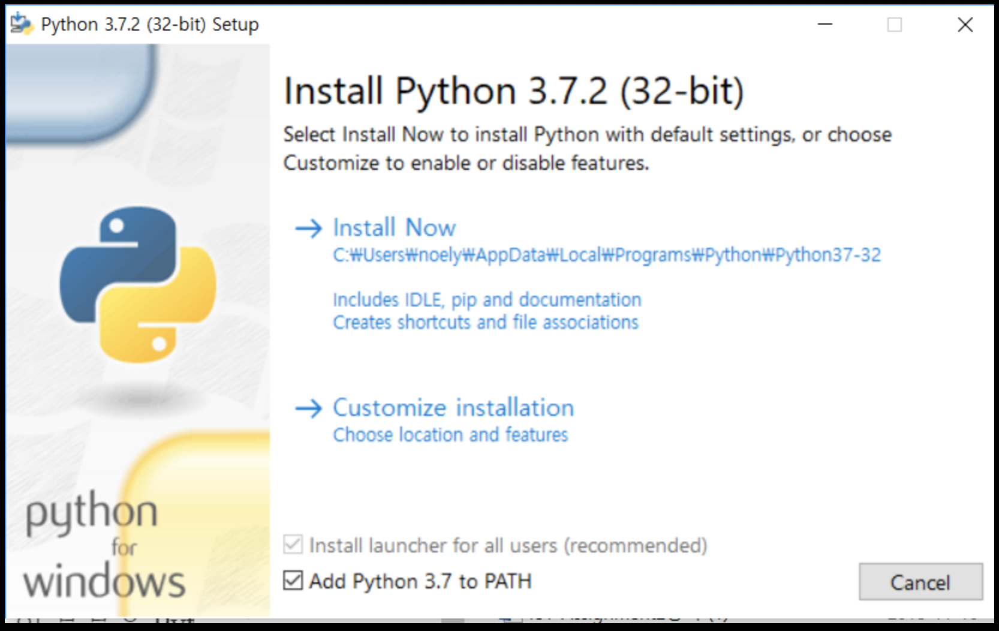 Python 3.7.2 (32-bit) Setup
Install Python 3.7.2 (32-bit)
Select Install Now to install Python with default settings, or choose
Customize to enable or disable features.
→ Install Now
C:₩Users₩noely₩AppData₩Local₩Programs₩Python₩Python37-32
Includes IDLE, pip and documentation
Creates shortcuts and file associations
→ Customize installation
Choose location and features
python
for
windows
Install launcher for all users (recommended)
Add Python 3.7 to PATH
Cancel